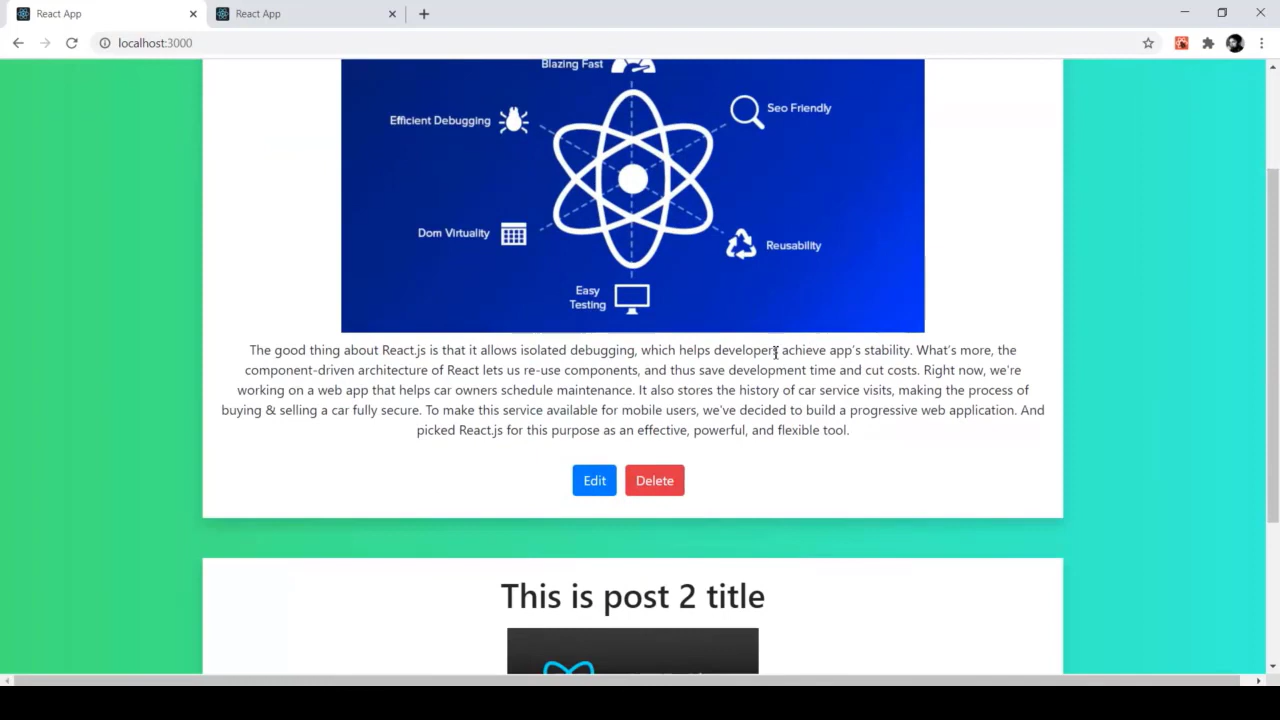 React App
React App
localhost:3000
Blazing Fast
Efficient Debugging
Seo Friendly
Dom Virtuality
Reusability
Easy
Testing
The good thing about React.js is that it allows isolated debugging, which helps developers achieve app's stability. What's more, the
component-driven architecture of React lets us re-use components, and thus save development time and cut costs. Right now, we're
working on a web app that helps car owners schedule maintenance. It also stores the history of car service visits, making the process of
buying & selling a car fully secure. To make this service available for mobile users, we've decided to build a progressive web application. And
picked React.js for this purpose as an effective, powerful, and flexible tool.
Edit
Delete
This is post 2 title